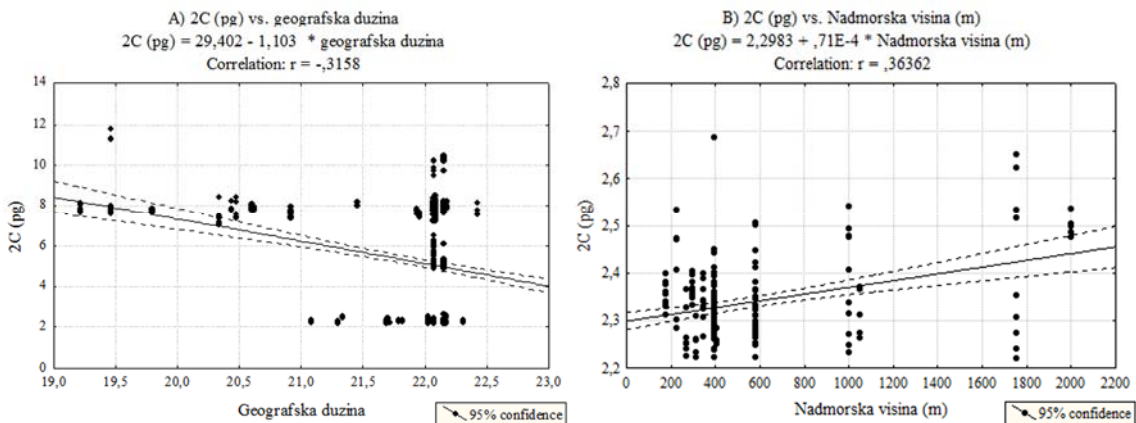 A) 2C (pg) vs. geografska duzina
2C (pg) = 29,402 - 1,103 * geografska duzina
Correlation: r = -,3158
14
12
10
8
6
4
2
0
2C (pg)
19,0 19,5 20,0 20,5 21,0 21,5 22,0 22,5 23,0
Geografska duzina
95% confidence
B) 2C (pg) vs. Nadmorska visina (m)
2C (pg) = 2,2983 + ,71E-4 * Nadmorska visina (m)
Correlation: r = ,36362
2,8
2,7
2,6
2,5
2,4
2,3
2,2
2C (pg)
0 200 400 600 800 1000 1200 1400 1600 1800 2000 2200
Nadmorska visina (m)
95% confidence